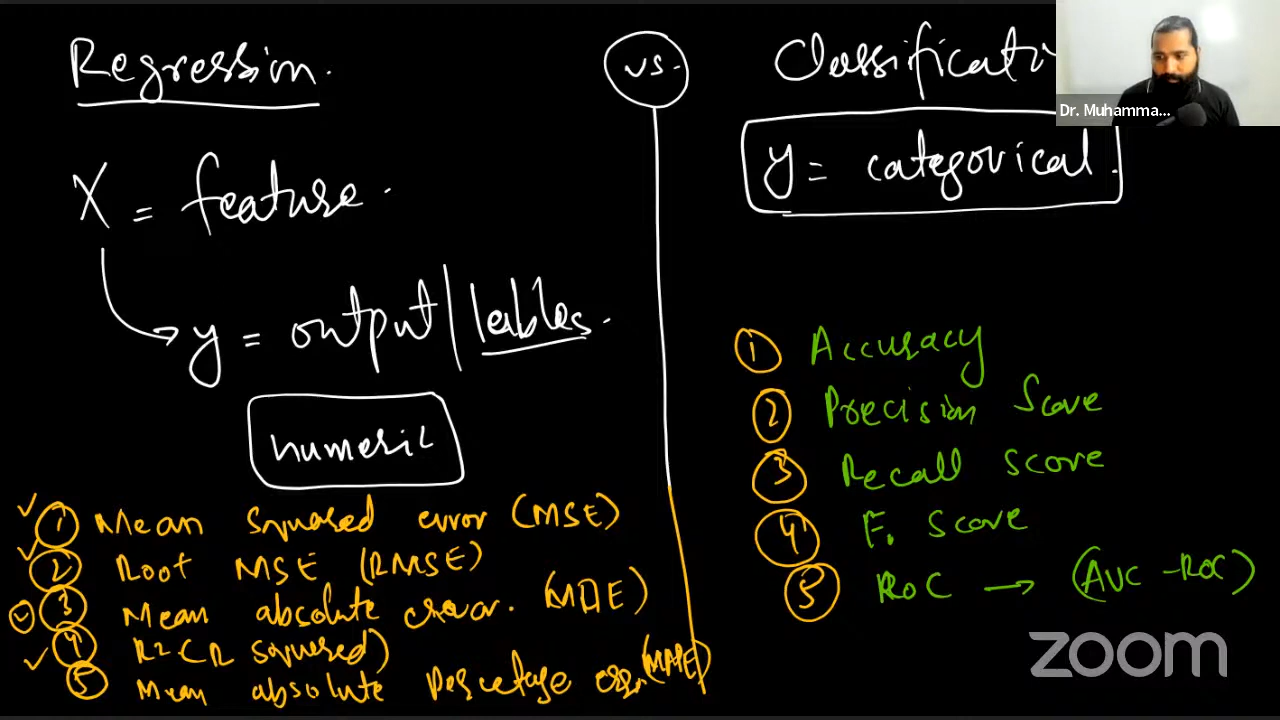 Regression.
vs.
Classificati
Dr. Muhamma...
X = feature.
y = categorical.
y = output | lables.
numeric
① Mean squared error (MSE)
② Root MSE (RMSE)
③ Mean absolute error. (MAE)
④ R2 (R squared)
⑤ Mean absolute Percetage error (MAPE)
① Accuracy
② Precision Score
③ Recall score
④ F1 Score
⑤ ROC → (AUC - ROC)
zoom